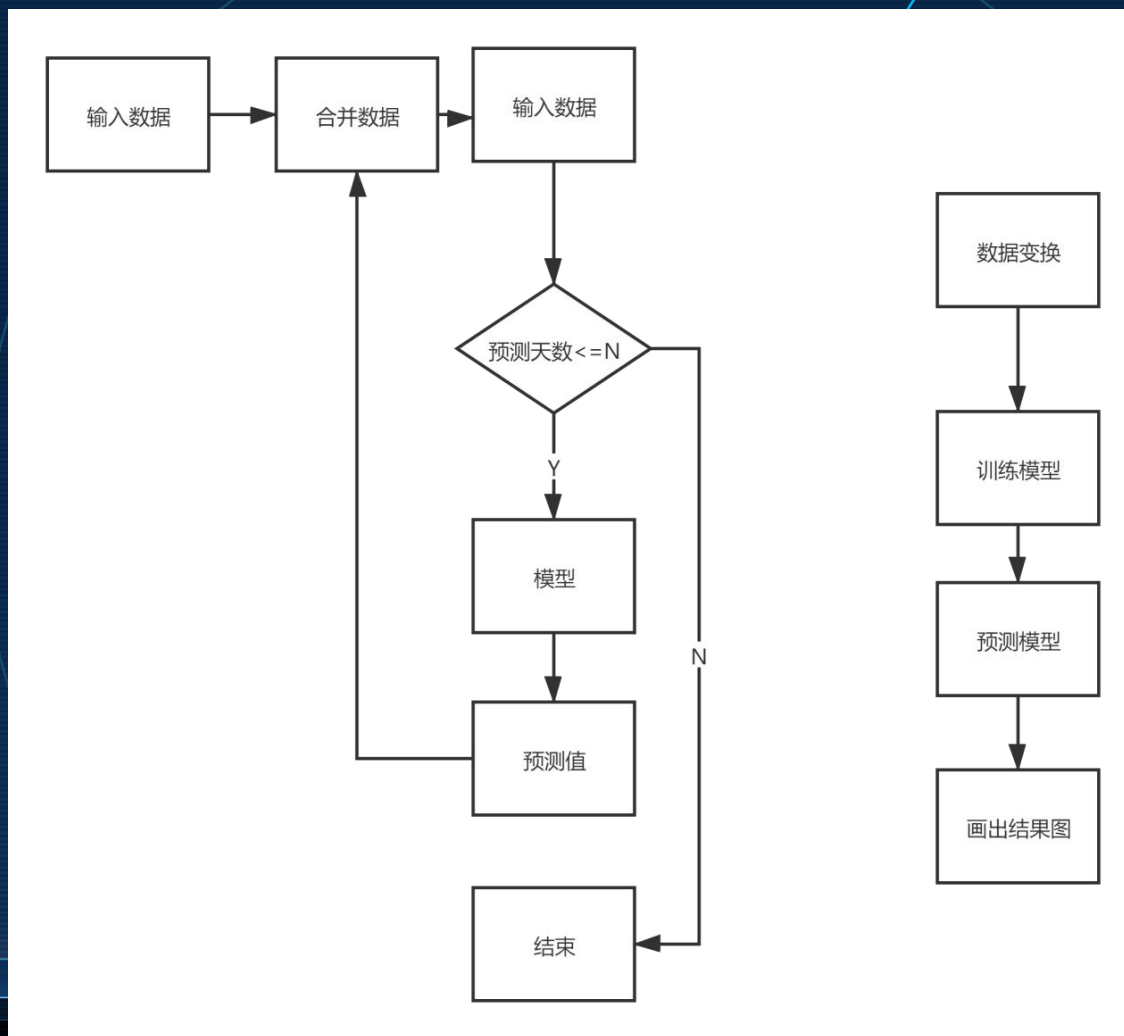 输入数据
合并数据
输入数据
预测天数<=N
Y
模型
N
预测值
结束
数据变换
训练模型
预测模型
画出结果图